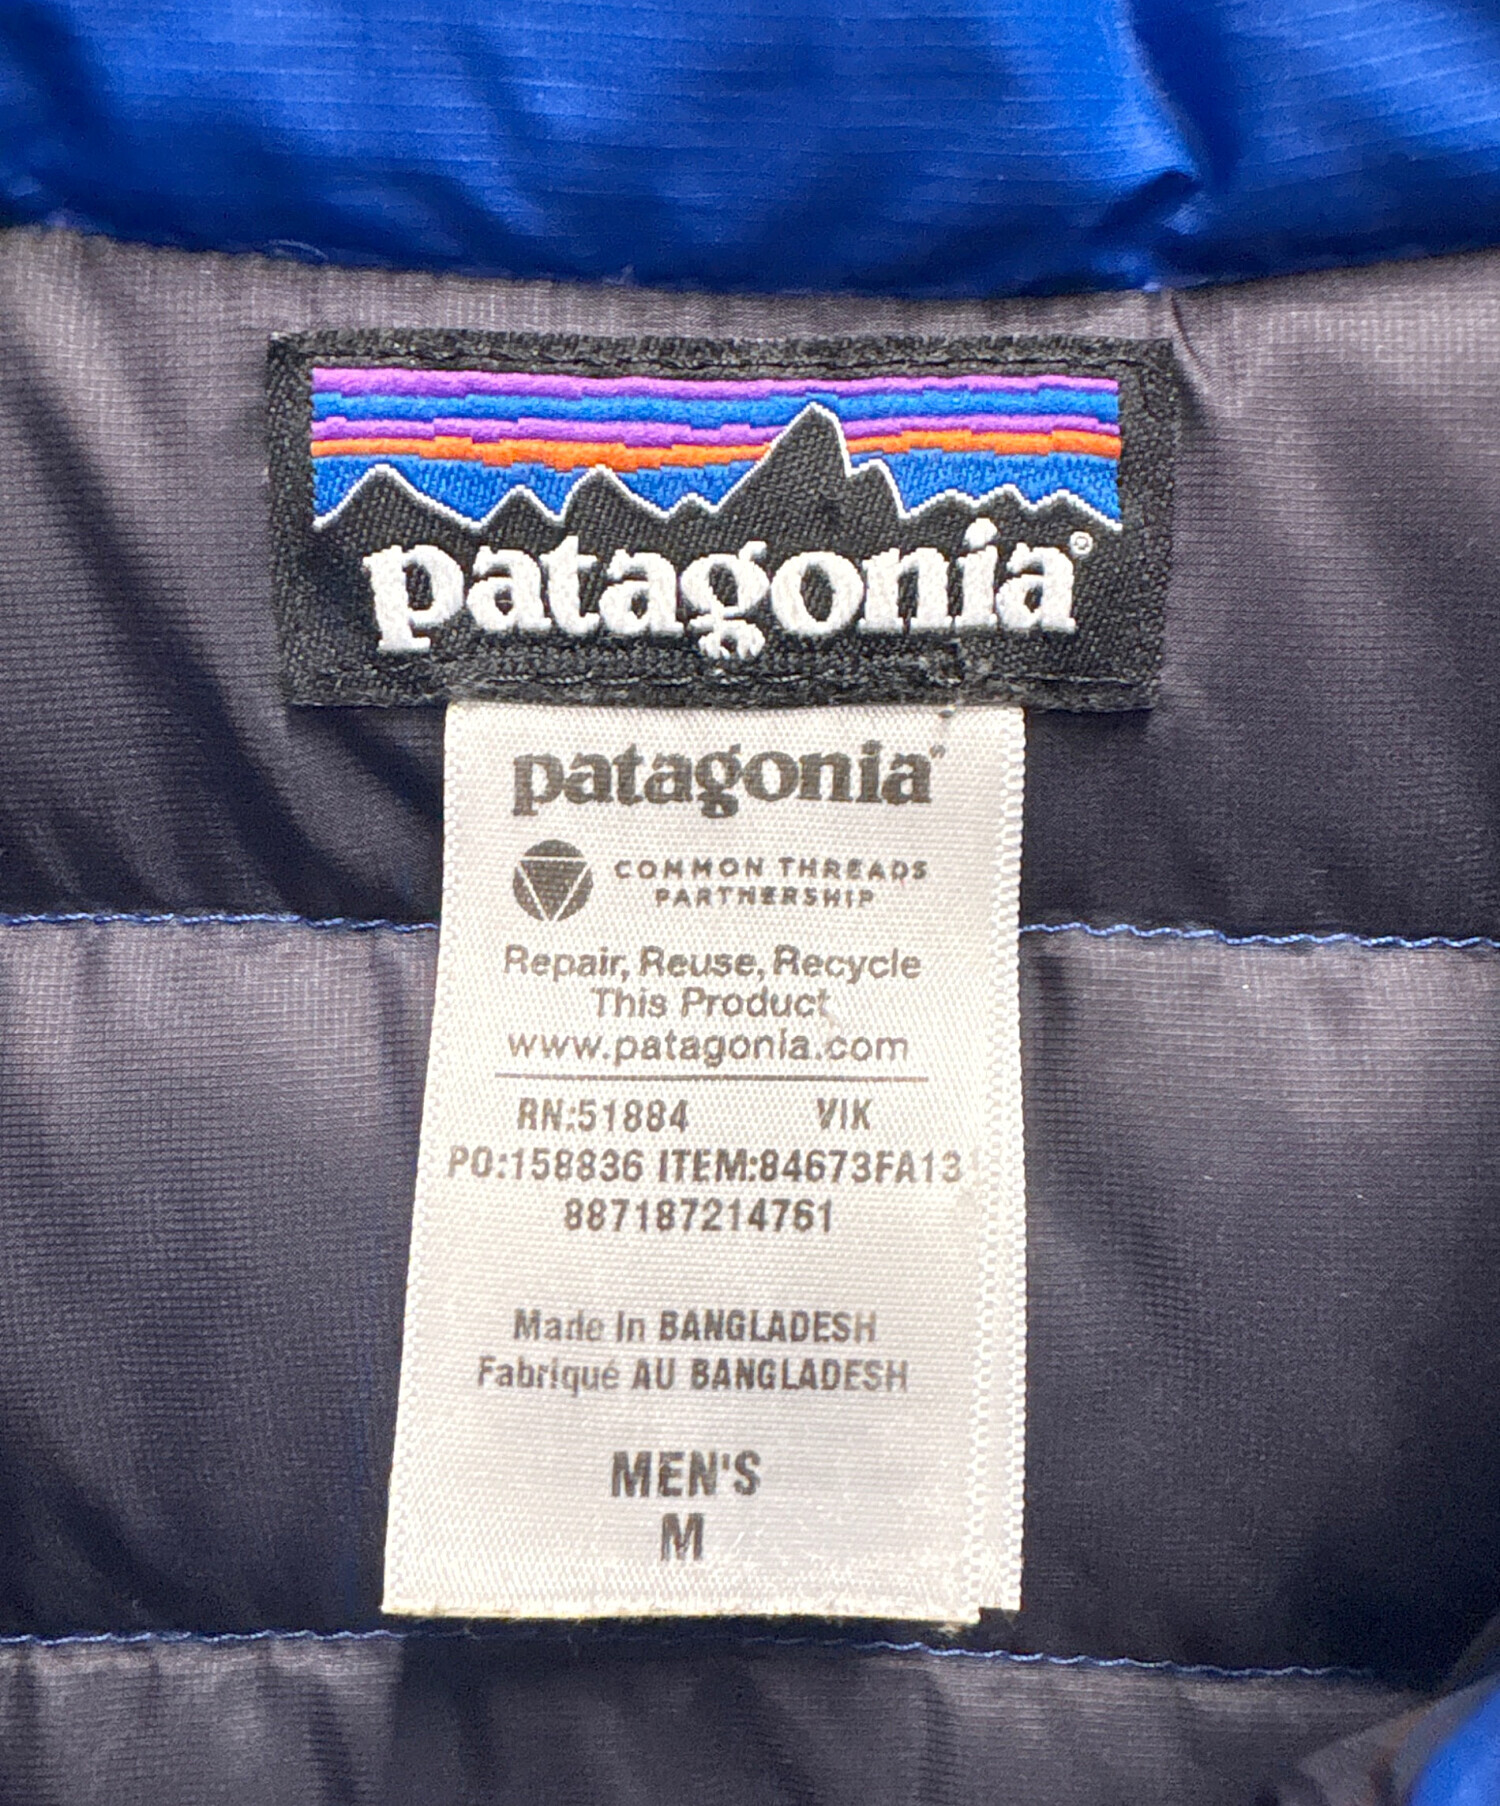 patagonia®
patagonia®
COMMON THREADS
PARTNERSHIP
Repair, Reuse, Recycle
This Product
www.patagonia.com
RN:51884 VIK
PO:158836 ITEM:84673FA13
887187214761
Made In BANGLADESH
Fabriqué AU BANGLADESH
MEN'S
M